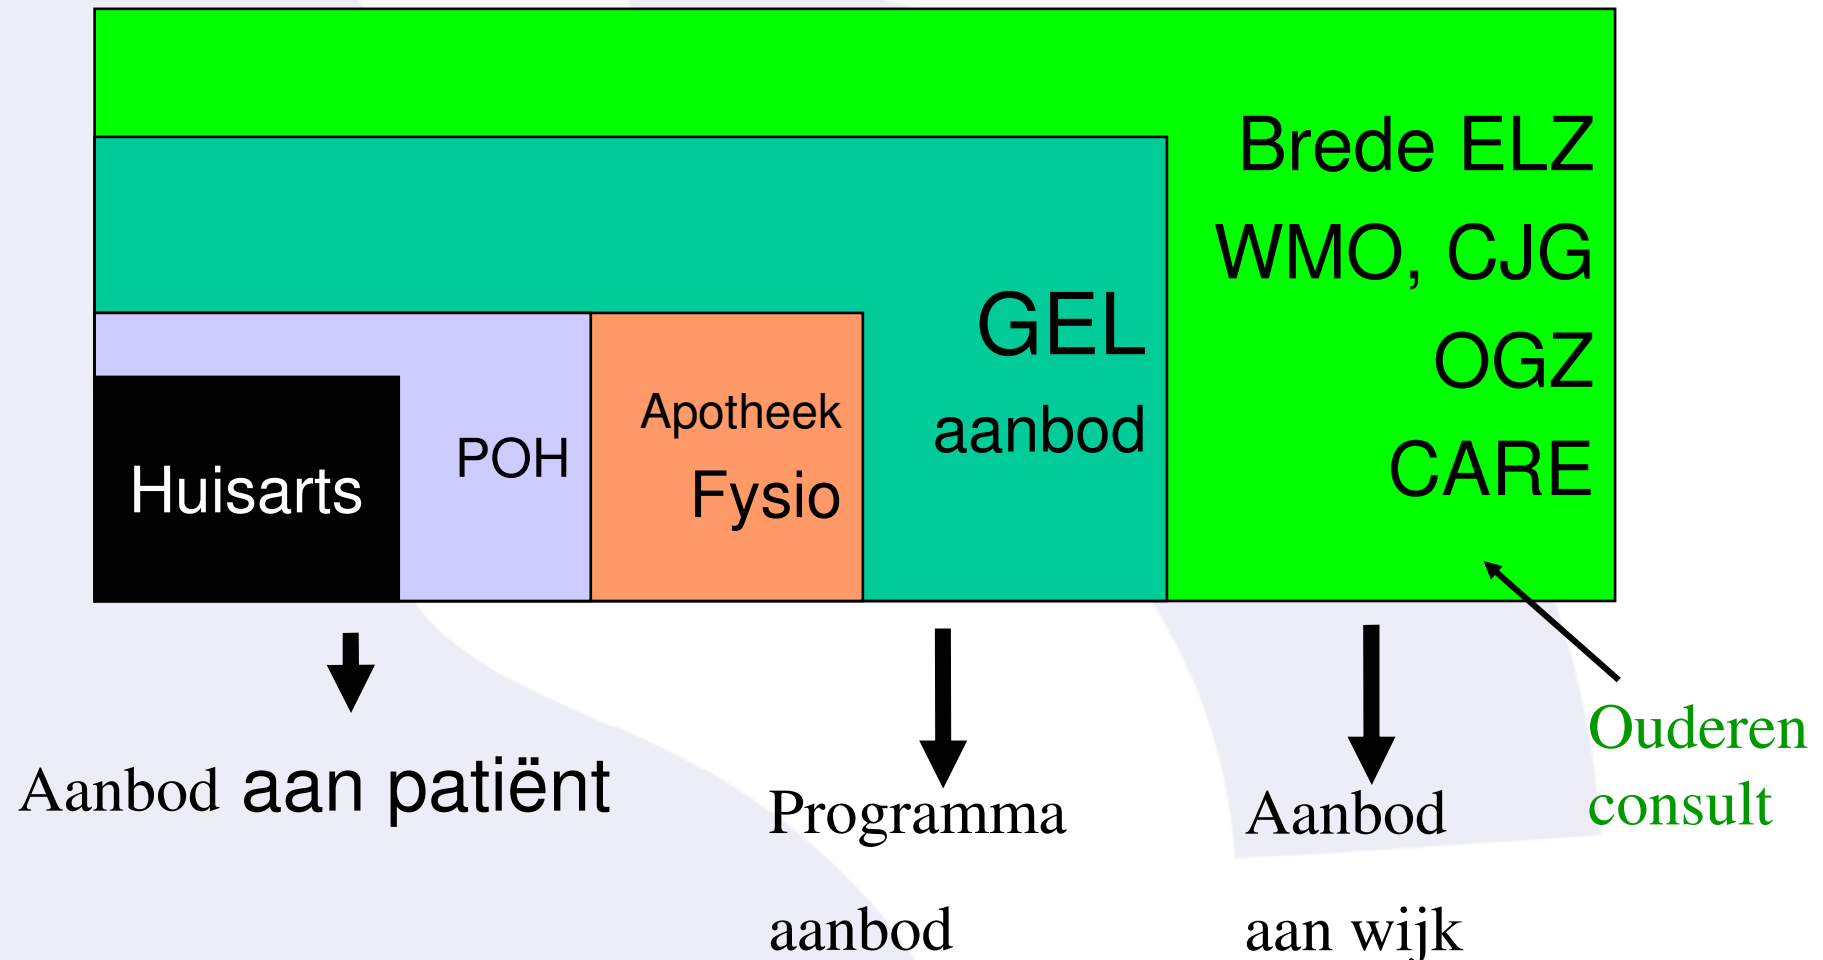 Brede ELZ
WMO, CJG
OGZ
CARE
GEL
aanbod
Apotheek
Fysio
POH
Huisarts
Aanbod aan patiënt
Programma
aanbod
Aanbod
aan wijk
Ouderen
consult